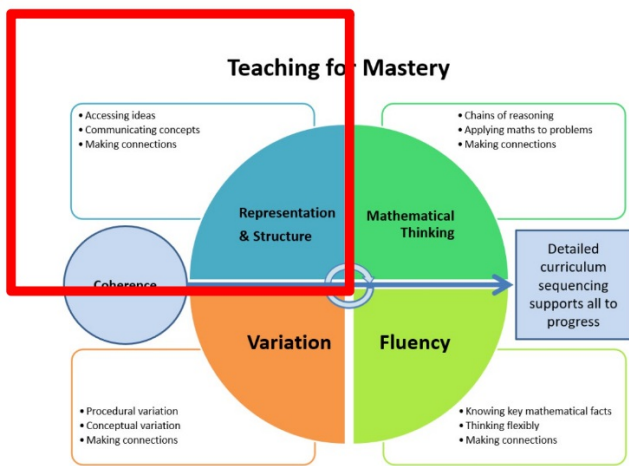 Teaching for Mastery
• Accessing ideas
• Communicating concepts
• Making connections
• Chains of reasoning
• Applying maths to problems
• Making connections
Representation
& Structure
Mathematical
Thinking
Coherence
Detailed
curriculum
sequencing
supports all to
progress
Variation
Fluency
• Procedural variation
• Conceptual variation
• Making connections
• Knowing key mathematical facts
• Thinking flexibly
• Making connections